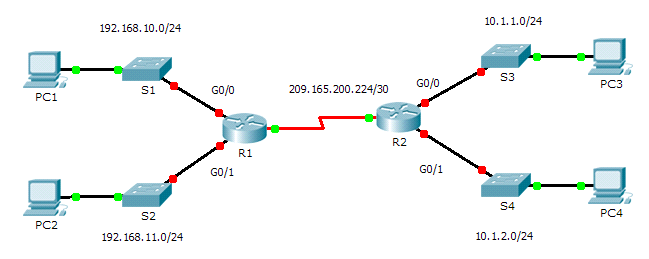 192.168.10.0/24
10.1.1.0/24
PC1
S1
G0/0
209.165.200.224/30
G0/0
S3
PC3
R1
R2
G0/1
G0/1
PC2
S2
S4
PC4
192.168.11.0/24
10.1.2.0/24